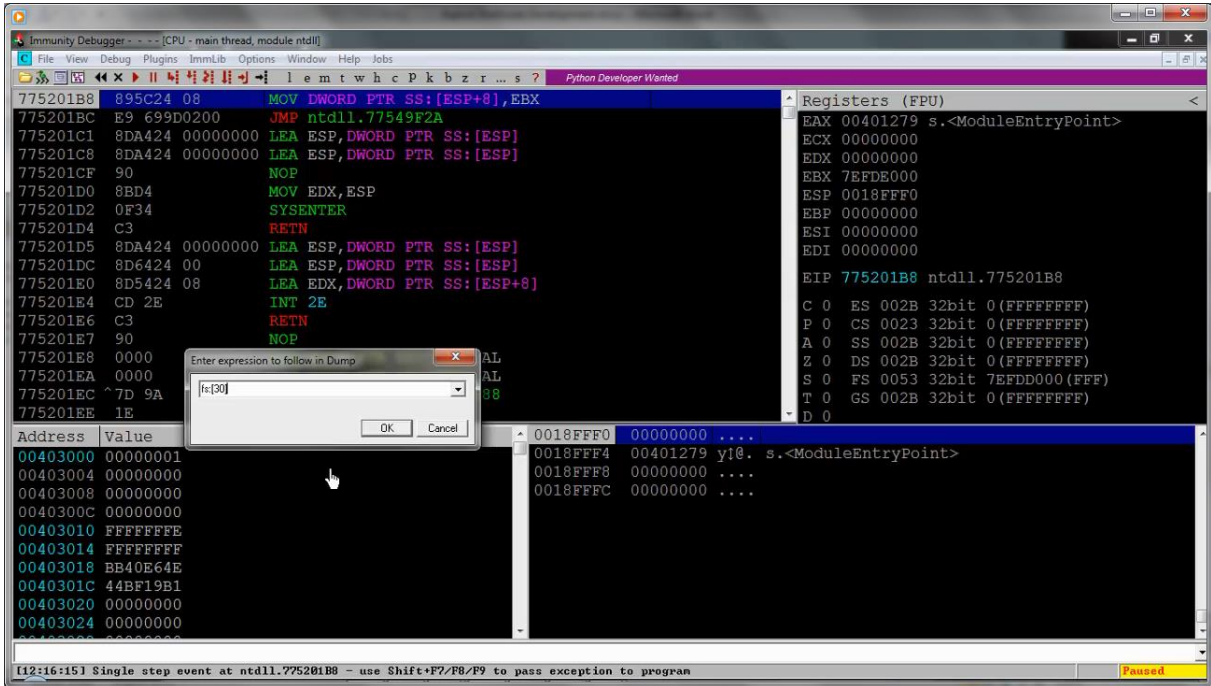 Immunity Debugger - - - - [CPU - main thread, module ntdll]
File View Debug Plugins ImmLib Options Window Help Jobs
l e m t w h c P k b z r ... s ? Python Developer Wanted
775201B8 895C24 08 MOV DWORD PTR SS:[ESP+8],EBX
775201BC E9 699D0200 JMP ntdll.77549F2A
775201C1 8DA424 00000000 LEA ESP,DWORD PTR SS:[ESP]
775201C8 8DA424 00000000 LEA ESP,DWORD PTR SS:[ESP]
775201CF 90 NOP
775201D0 8BD4 MOV EDX,ESP
775201D2 0F34 SYSENTER
775201D4 C3 RETN
775201D5 8DA424 00000000 LEA ESP,DWORD PTR SS:[ESP]
775201DC 8D6424 00 LEA ESP,DWORD PTR SS:[ESP]
775201E0 8D5424 08 LEA EDX,DWORD PTR SS:[ESP+8]
775201E4 CD 2E INT 2E
775201E6 C3 RETN
775201E7 90 NOP
775201E8 0000 AL
775201EA 0000 AL
775201EC ^7D 9A 88
775201EE 1E
Registers (FPU) <
EAX 00401279 s.<ModuleEntryPoint>
ECX 00000000
EDX 00000000
EBX 7EFDE000
ESP 0018FFF0
EBP 00000000
ESI 00000000
EDI 00000000
EIP 775201B8 ntdll.775201B8
C 0 ES 002B 32bit 0(FFFFFFFF)
P 0 CS 0023 32bit 0(FFFFFFFF)
A 0 SS 002B 32bit 0(FFFFFFFF)
Z 0 DS 002B 32bit 0(FFFFFFFF)
S 0 FS 0053 32bit 7EFDD000(FFF)
T 0 GS 002B 32bit 0(FFFFFFFF)
D 0
Enter expression to follow in Dump
fs:[30]
OK Cancel
Address Value
00403000 00000001
00403004 00000000
00403008 00000000
0040300C 00000000
00403010 FFFFFFFE
00403014 FFFFFFFF
00403018 BB40E64E
0040301C 44BF19B1
00403020 00000000
00403024 00000000
0018FFF0 00000000 ....
0018FFF4 00401279 y↕@. s.<ModuleEntryPoint>
0018FFF8 00000000 ....
0018FFFC 00000000 ....
[12:16:15] Single step event at ntdll.775201B8 - use Shift+F7/F8/F9 to pass exception to program
Paused